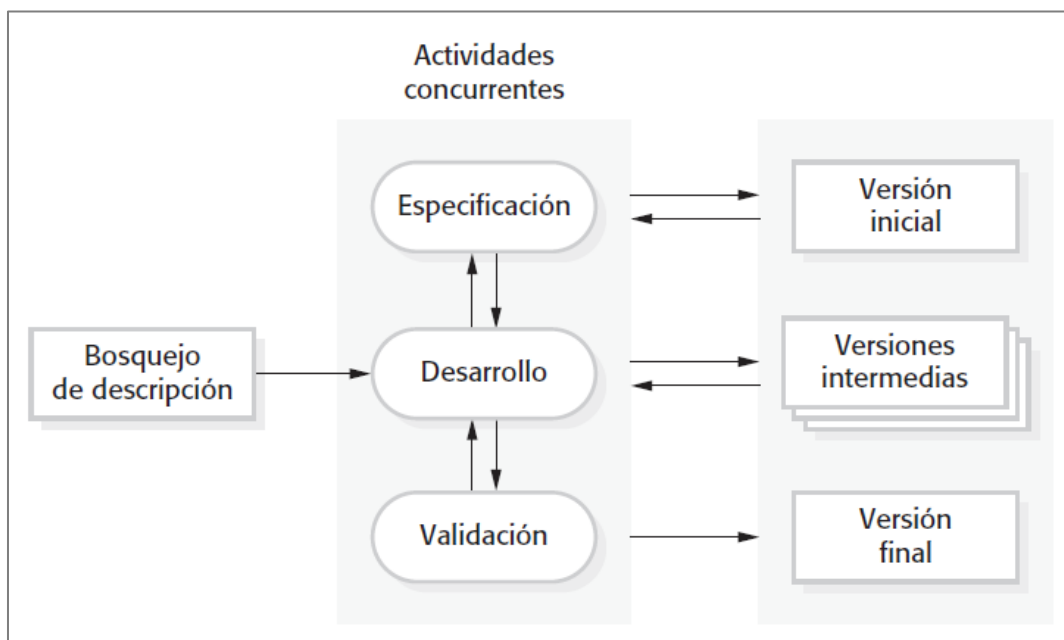 Actividades
concurrentes
Especificación
Versión
inicial
Bosquejo
de descripción
Desarrollo
Versiones
intermedias
Validación
Versión
final